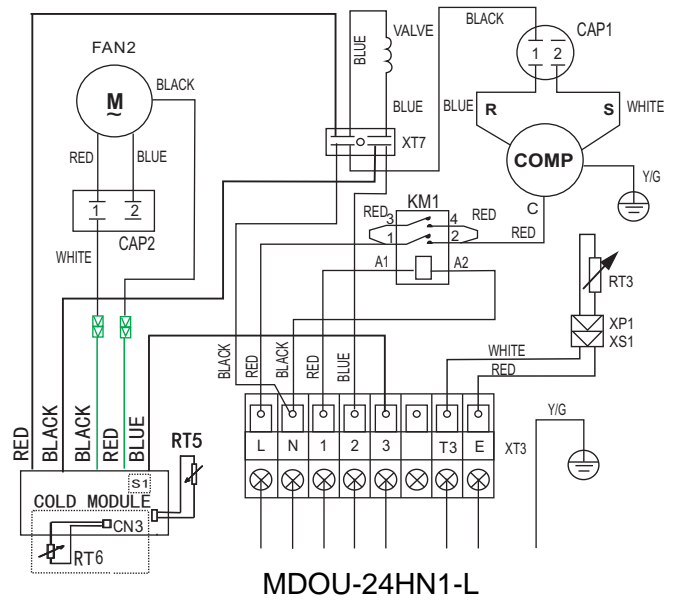 BLACK
CAP1
FAN2
VALVE
BLUE
1 2
BLACK
M
~
BLUE
BLUE
R
S
WHITE
XT7
COMP
RED
BLUE
Y/G
KM1
C
1
2
RED
3
4
RED
1
2
RED
CAP2
WHITE
A1
A2
RT3
XP1
XS1
WHITE
RED
BLACK
RED
BLACK
RED
BLUE
Y/G
RED
BLACK
BLACK
RED
BLUE
RT5
L
N
1
2
3
T3
E
XT3
S1
COLD MODULE
CN3
RT6
MDOU-24HN1-L